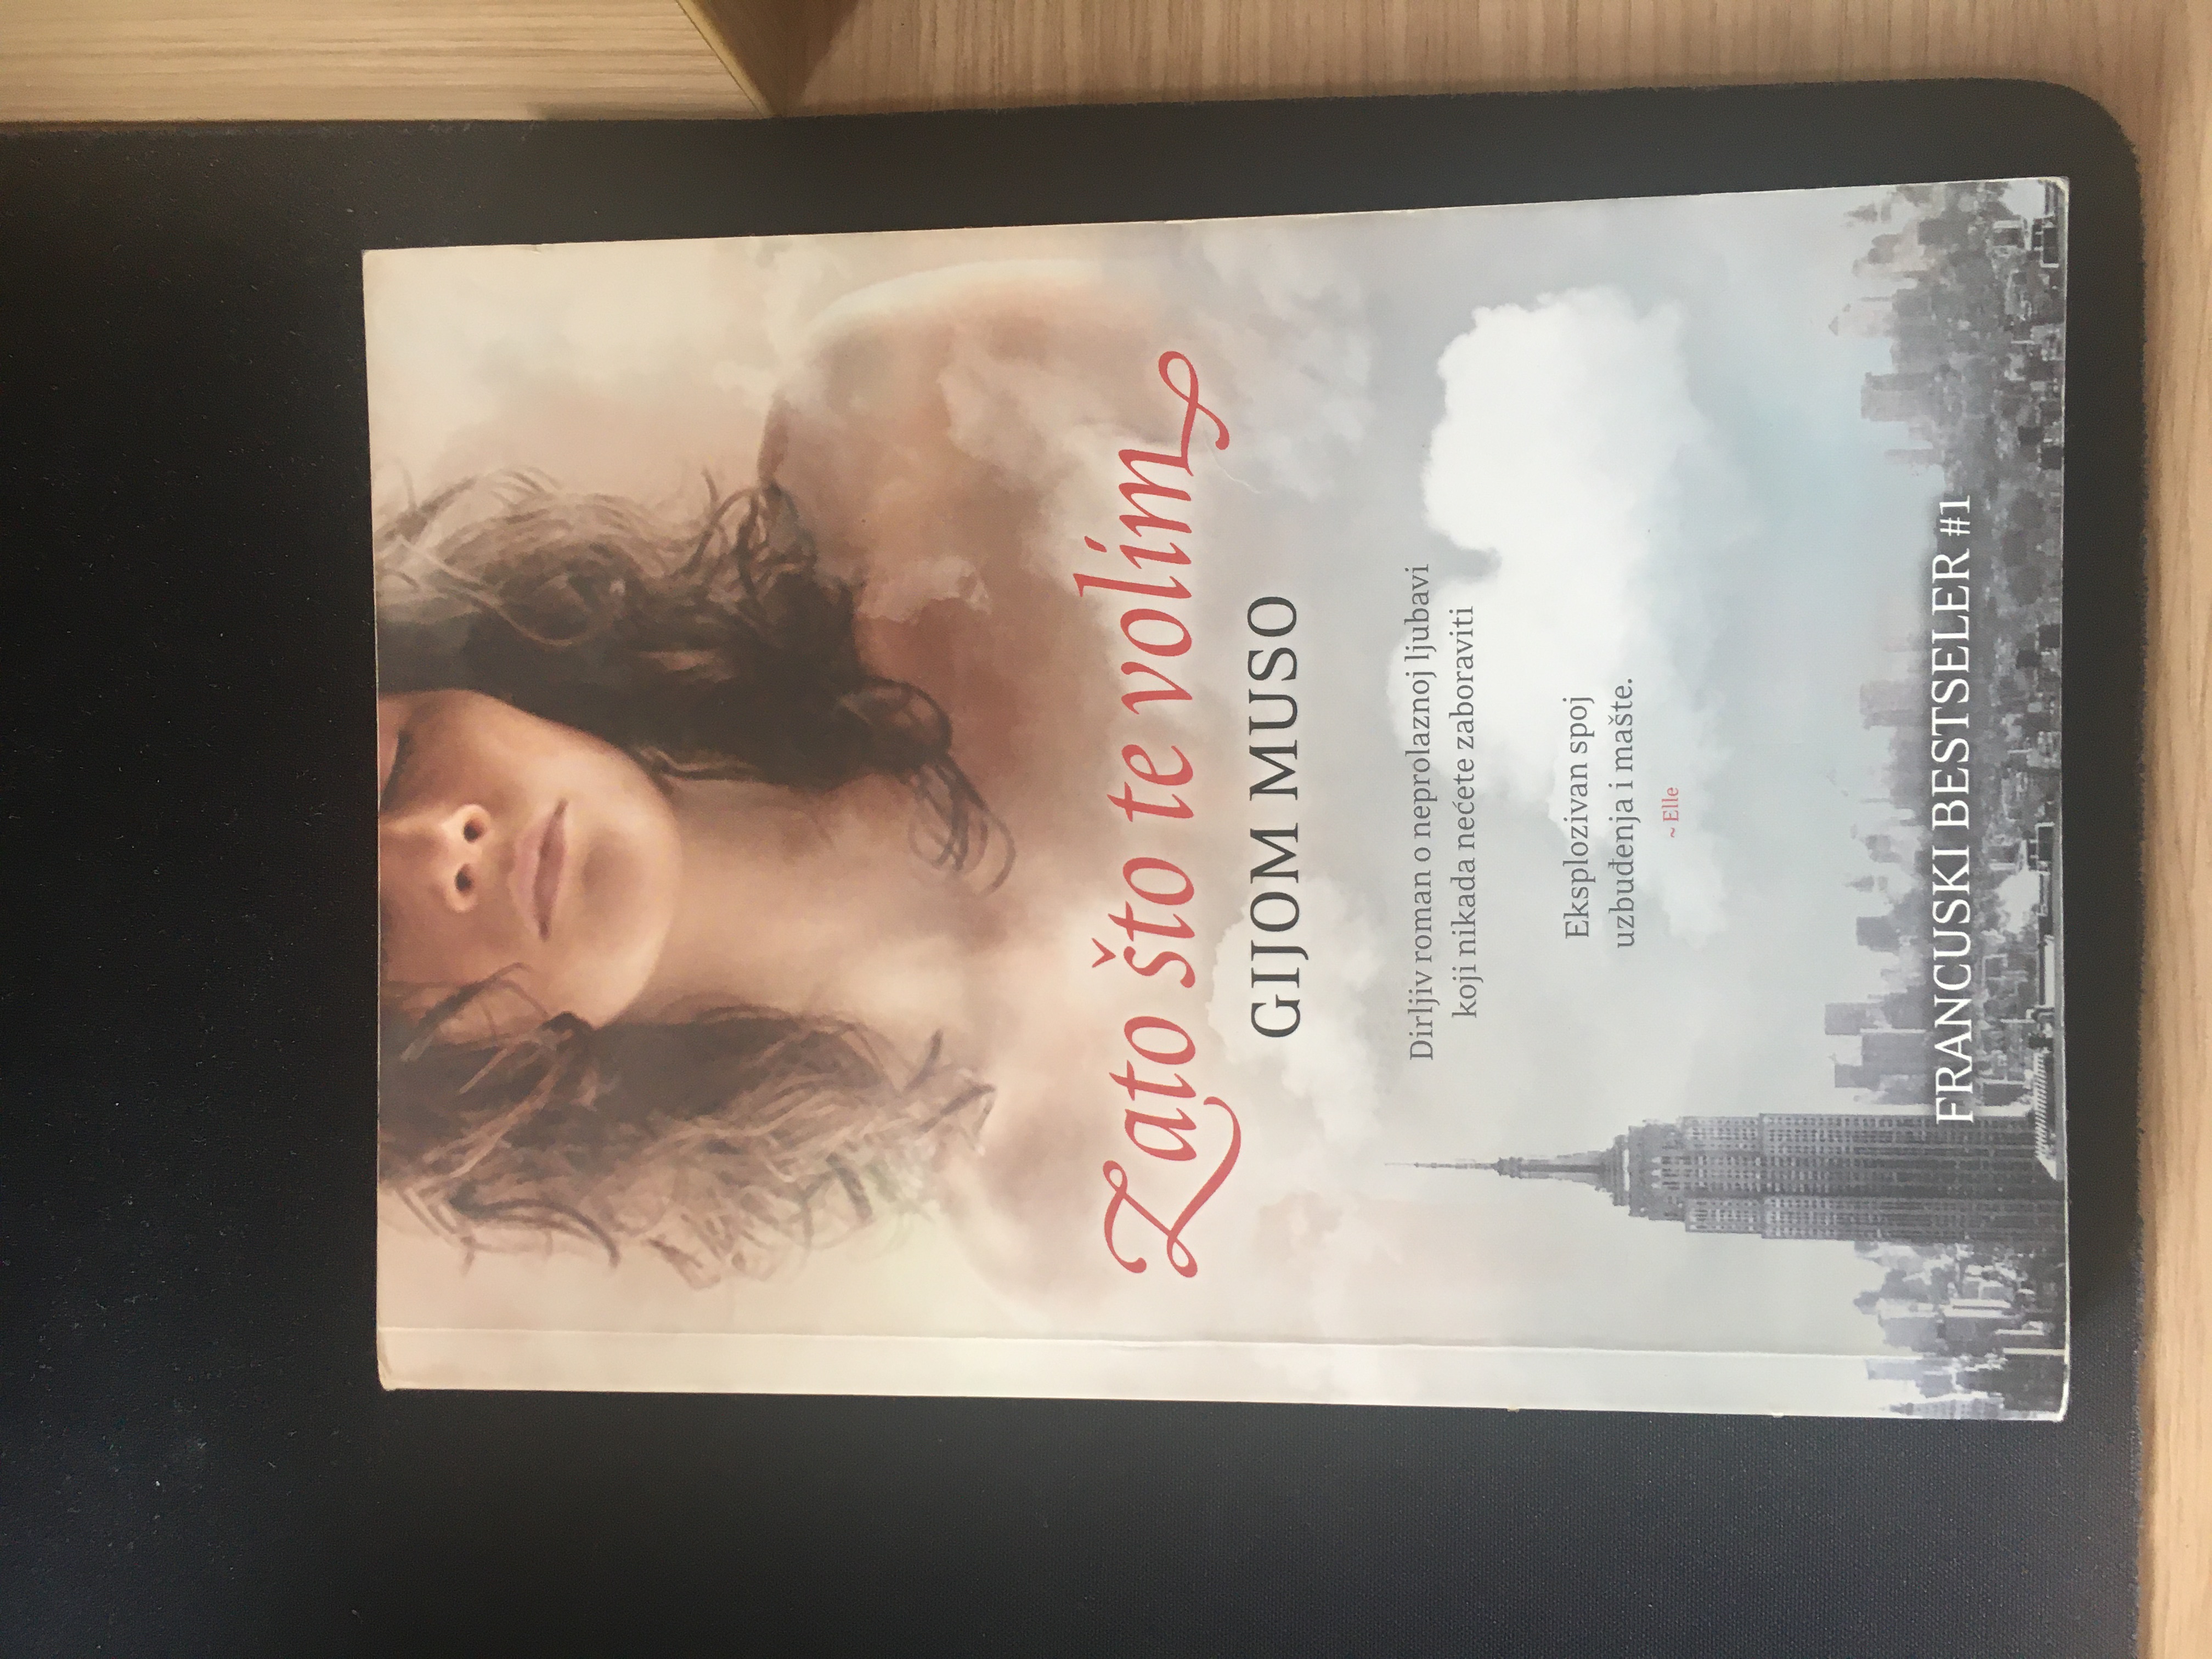 Zato što te volim
GIJOM MUSO
Dirljiv roman o neprolaznoj ljubavi
koji nikada nećete zaboraviti
Eksplozivan spoj
uzbuđenja i mašte.
~ Elle
FRANCUSKI BESTSELER #1